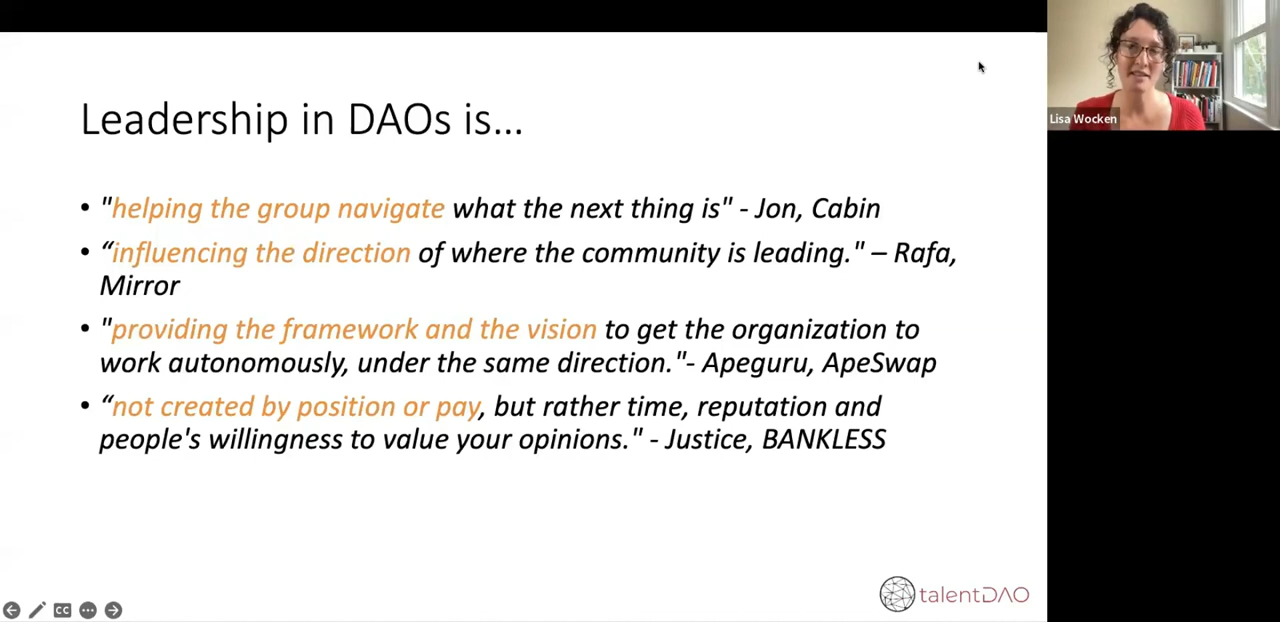 Leadership in DAOs is...
• "helping the group navigate what the next thing is" - Jon, Cabin
• “influencing the direction of where the community is leading." – Rafa,
Mirror
• "providing the framework and the vision to get the organization to
work autonomously, under the same direction."- Apeguru, ApeSwap
• “not created by position or pay, but rather time, reputation and
people's willingness to value your opinions." - Justice, BANKLESS
Lisa Wocken
CC
talentDAO